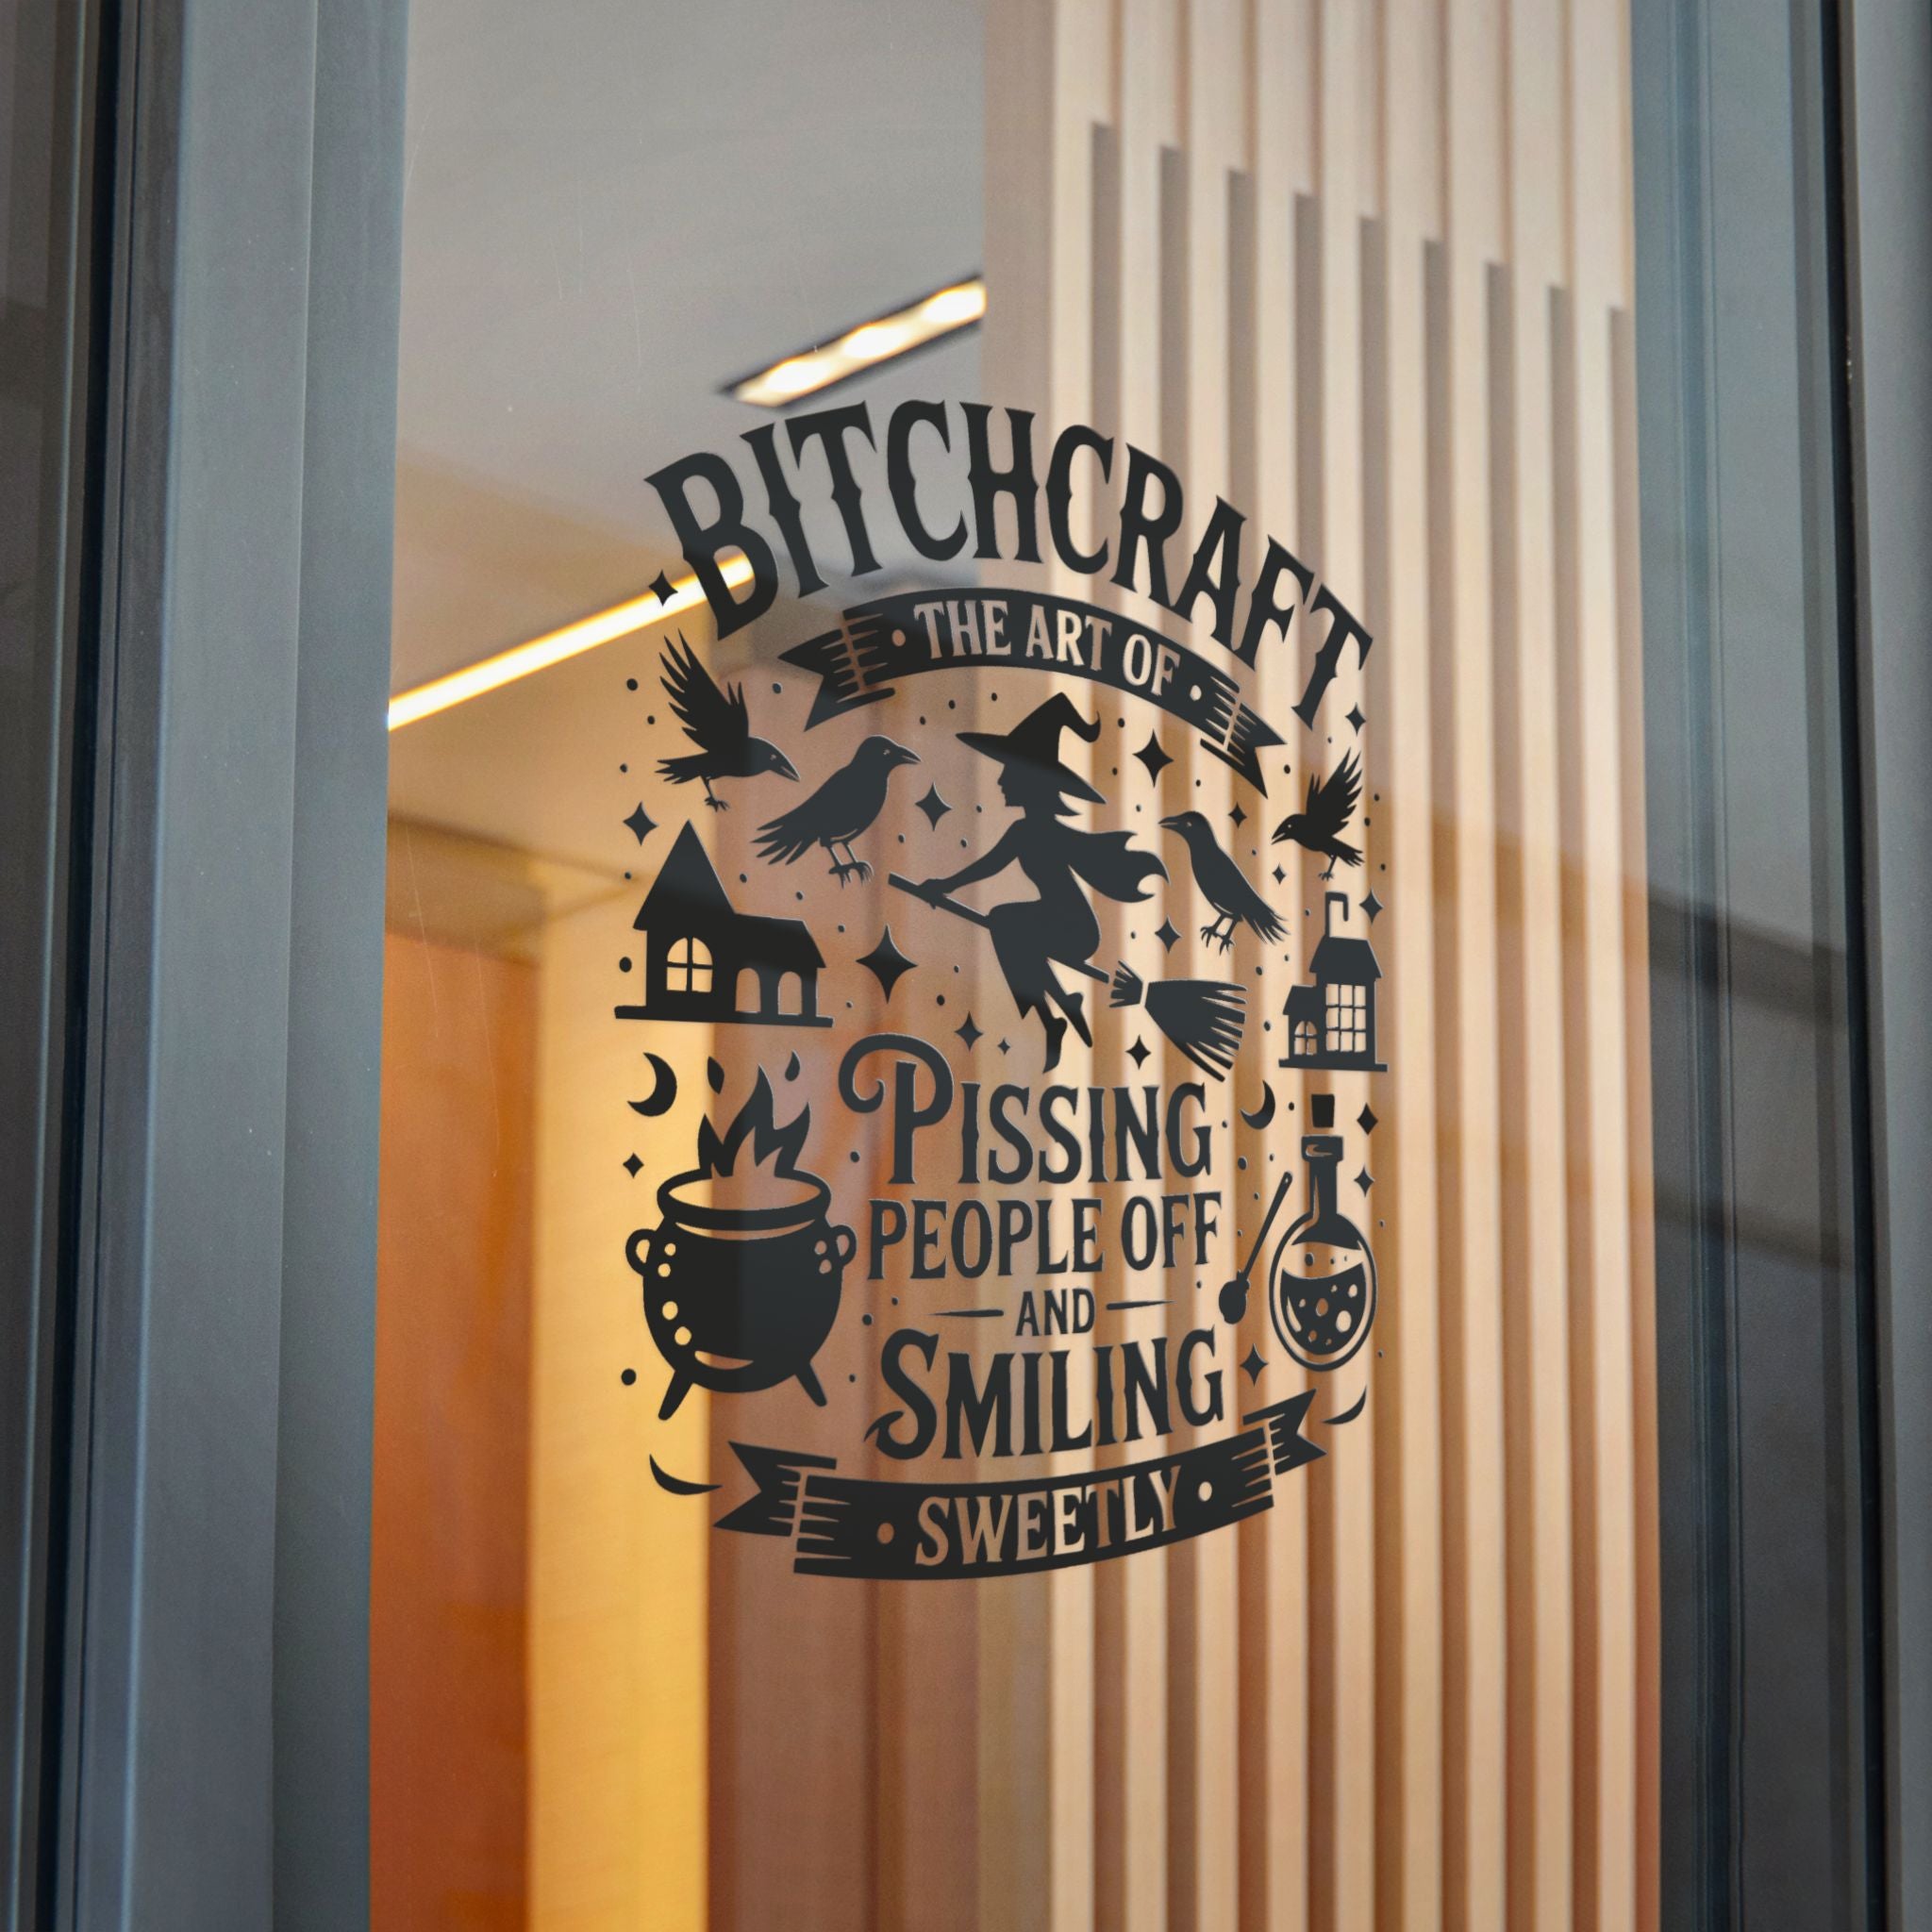 BITCHCRAFT
THE ART OF
PISSING
PEOPLE OFF
AND
SMILING
SWEETLY